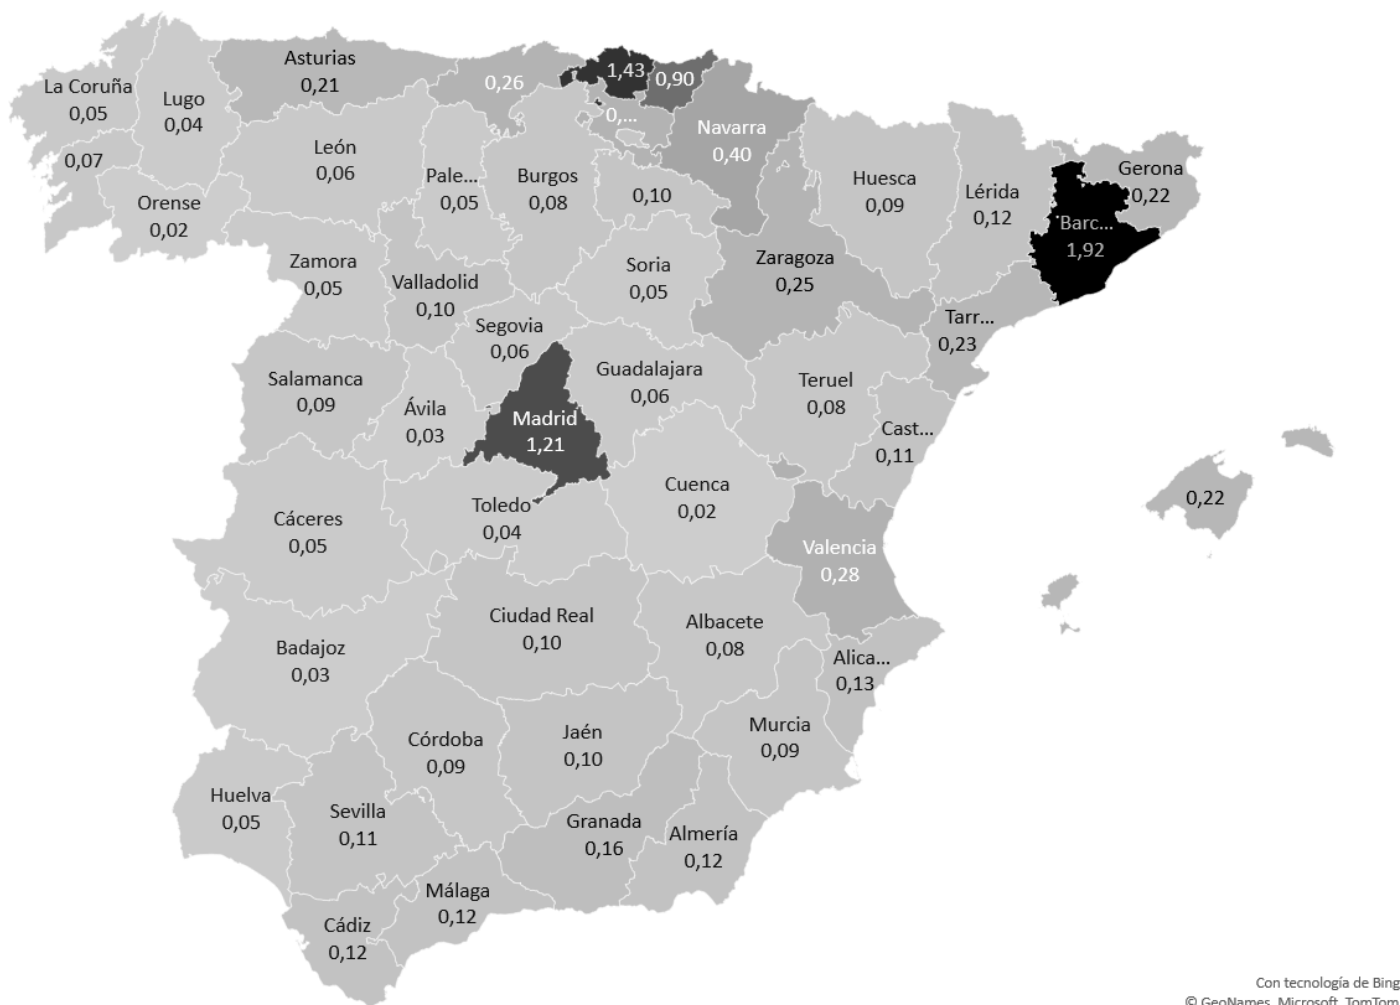 Asturias
0,21
La Coruña
0,05
Lugo
0,04
0,07
Orense
0,02
León
0,06
Pale...
0,05
Burgos
0,08
0,26
1,43
0,90
0,...
Navarra
0,40
0,10
Huesca
0,09
Lérida
0,12
Barc...
1,92
Gerona
0,22
Zamora
0,05
Valladolid
0,10
Soria
0,05
Zaragoza
0,25
Tarr...
0,23
Segovia
0,06
Guadalajara
0,06
Teruel
0,08
Salamanca
0,09
Ávila
0,03
Madrid
1,21
Cast...
0,11
Cuenca
0,02
0,22
Cáceres
0,05
Toledo
0,04
Valencia
0,28
Badajoz
0,03
Ciudad Real
0,10
Albacete
0,08
Alica...
0,13
Córdoba
0,09
Jaén
0,10
Murcia
0,09
Huelva
0,05
Sevilla
0,11
Granada
0,16
Almería
0,12
Málaga
0,12
Cádiz
0,12
Con tecnología de Bing
© GeoNames, Microsoft, TomTom